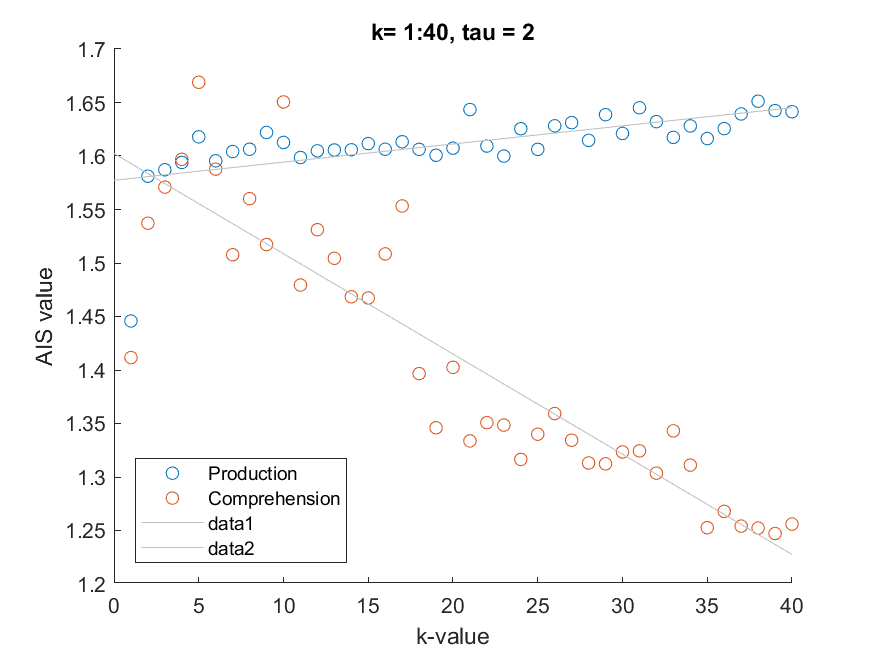 k= 1:40, tau = 2
1.7
1.65
1.6
1.55
1.5
1.45
1.4
1.35
1.3
1.25
1.2
AIS value
Production
Comprehension
data1
data2
0 5 10 15 20 25 30 35 40
k-value